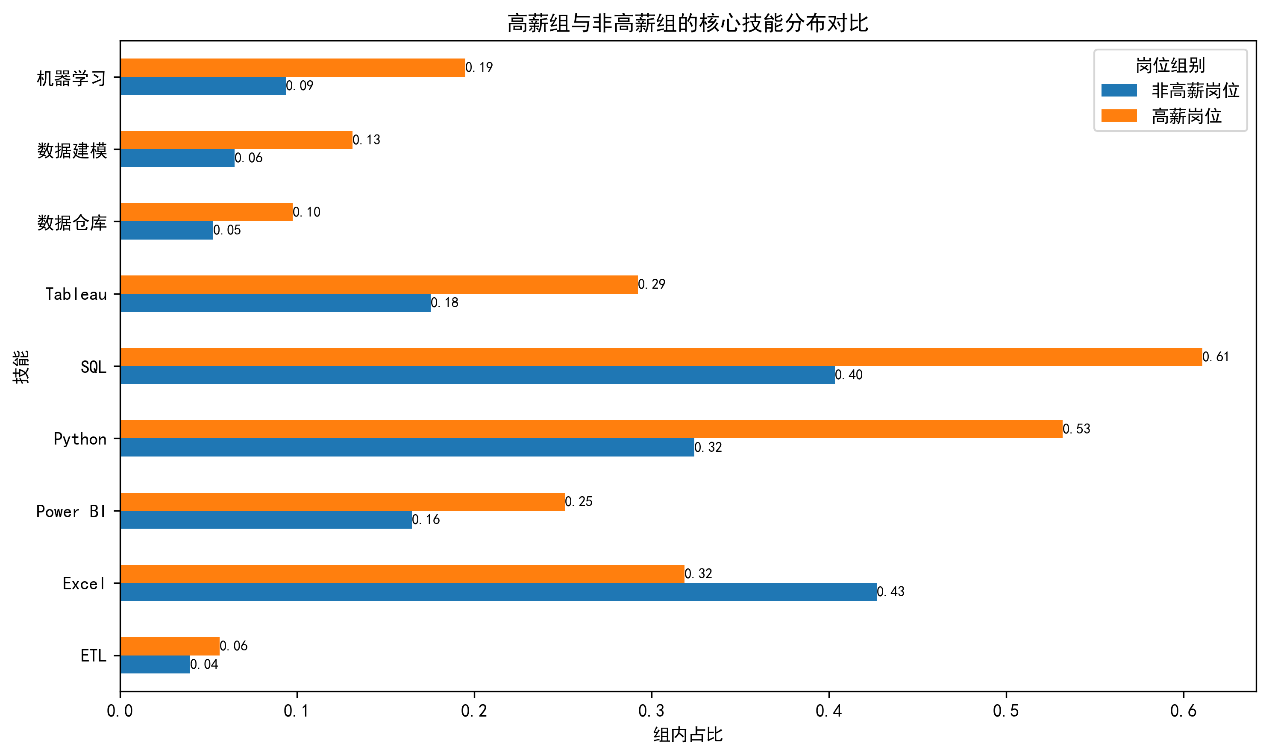 高薪组与非高薪组的核心技能分布对比
岗位组别
非高薪岗位
高薪岗位
技能
机器学习
0.19
0.09
数据建模
0.13
0.06
数据仓库
0.10
0.05
Tableau
0.29
0.18
SQL
0.61
0.40
Python
0.53
0.32
Power BI
0.25
0.16
Excel
0.32
0.43
ETL
0.06
0.04
0.0 0.1 0.2 0.3 0.4 0.5 0.6
组内占比